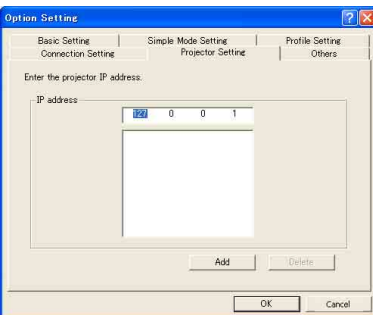 Option Setting
Basic Setting Simple Mode Setting Profile Setting
Connection Setting Projector Setting Others
Enter the projector IP address.
IP address
127 0 0 1
Add Delete
OK Cancel